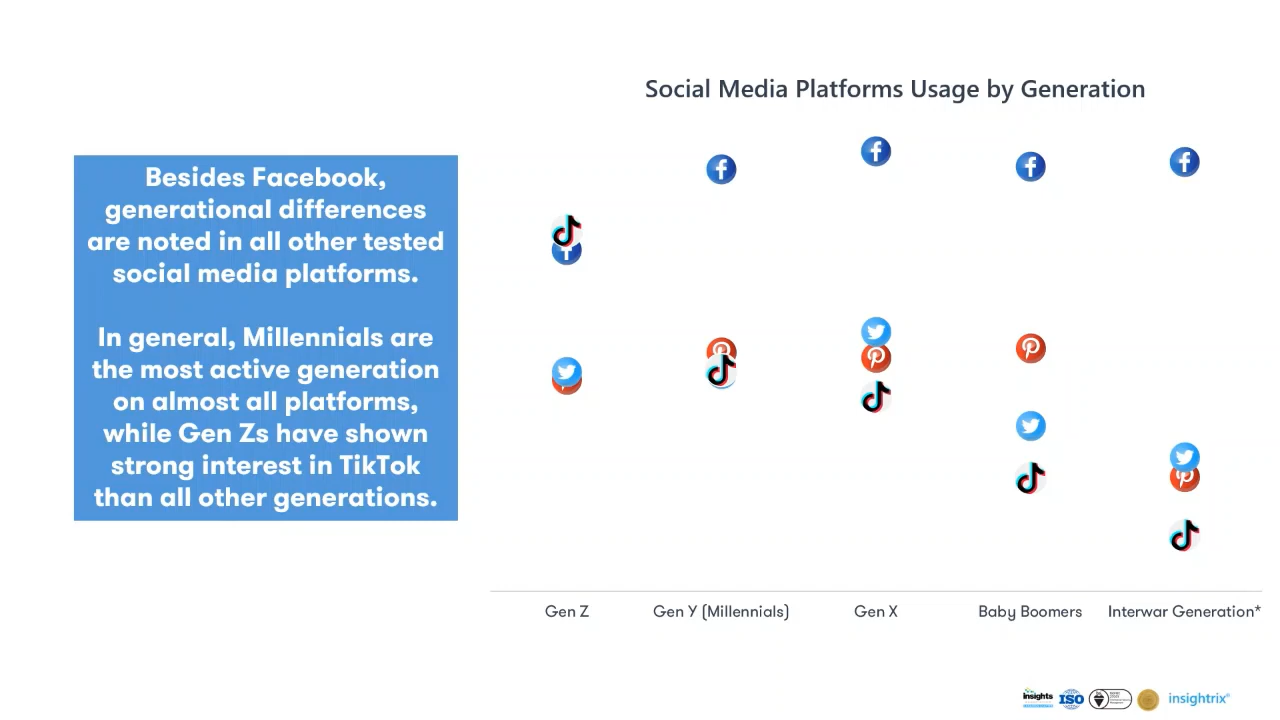 Social Media Platforms Usage by Generation
Besides Facebook,
generational differences
are noted in all other tested
social media platforms.
In general, Millennials are
the most active generation
on almost all platforms,
while Gen Zs have shown
strong interest in TikTok
than all other generations.
Gen Z
Gen Y (Millennials)
Gen X
Baby Boomers
Interwar Generation*
insights
ISO
insightrix®